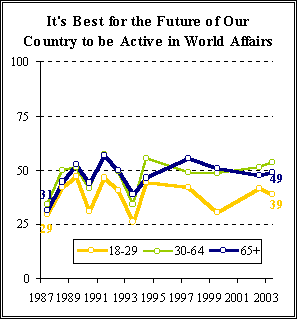 It's Best for the Future of Our
Country to be Active in World Affairs
100
75
50
25
0
31
29
49
39
18-29 30-64 65+
1987 1989 1991 1993 1995 1997 1999 2001 2003